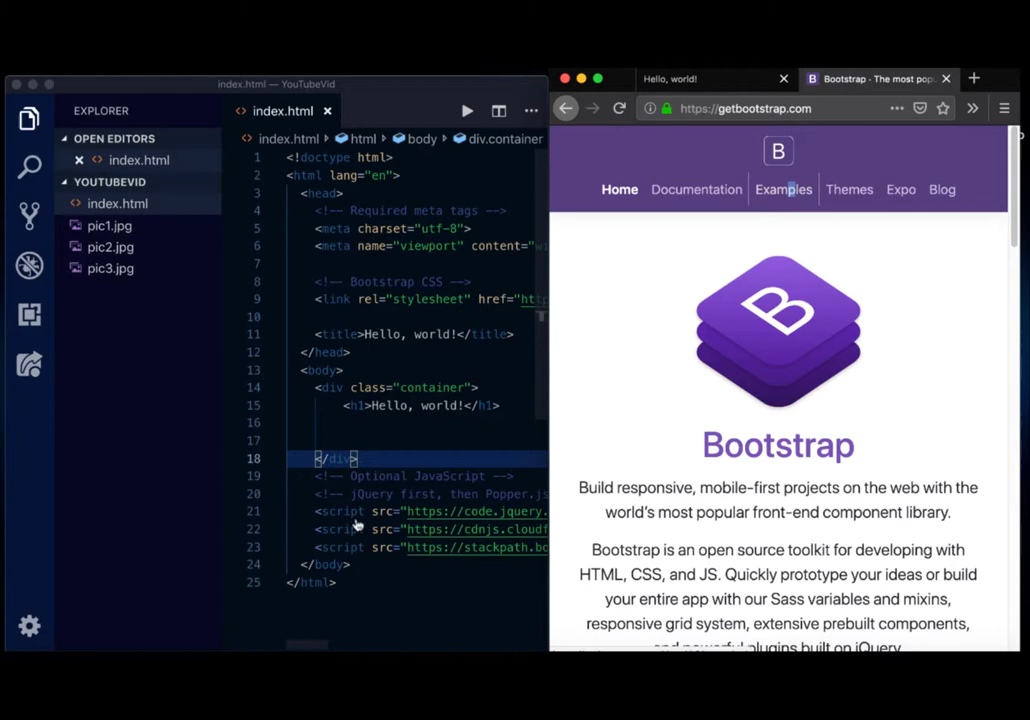 index.html — YouTubeVid
EXPLORER
OPEN EDITORS
index.html
YOUTUBEVID
index.html
pic1.jpg
pic2.jpg
pic3.jpg
index.html
index.html › html › body › div.container
1 <!doctype html>
2 <html lang="en">
3 <head>
4 <!-- Required meta tags -->
5 <meta charset="utf-8">
6 <meta name="viewport" content="wi
7
8 <!-- Bootstrap CSS -->
9 <link rel="stylesheet" href="http
10
11 <title>Hello, world!</title>
12 </head>
13 <body>
14 <div class="container">
15 <h1>Hello, world!</h1>
16
17
18 </div>
19 <!-- Optional JavaScript -->
20 <!-- jQuery first, then Popper.js
21 <script src="https://code.jquery.
22 <script src="https://cdnjs.cloudf
23 <script src="https://stackpath.bo
24 </body>
25 </html>
Hello, world!
Bootstrap · The most popu
https://getbootstrap.com
B
Home Documentation Examples Themes Expo Blog
B
Bootstrap
Build responsive, mobile-first projects on the web with the
world's most popular front-end component library.
Bootstrap is an open source toolkit for developing with
HTML, CSS, and JS. Quickly prototype your ideas or build
your entire app with our Sass variables and mixins,
responsive grid system, extensive prebuilt components,
and powerful plugins built on jQuery.